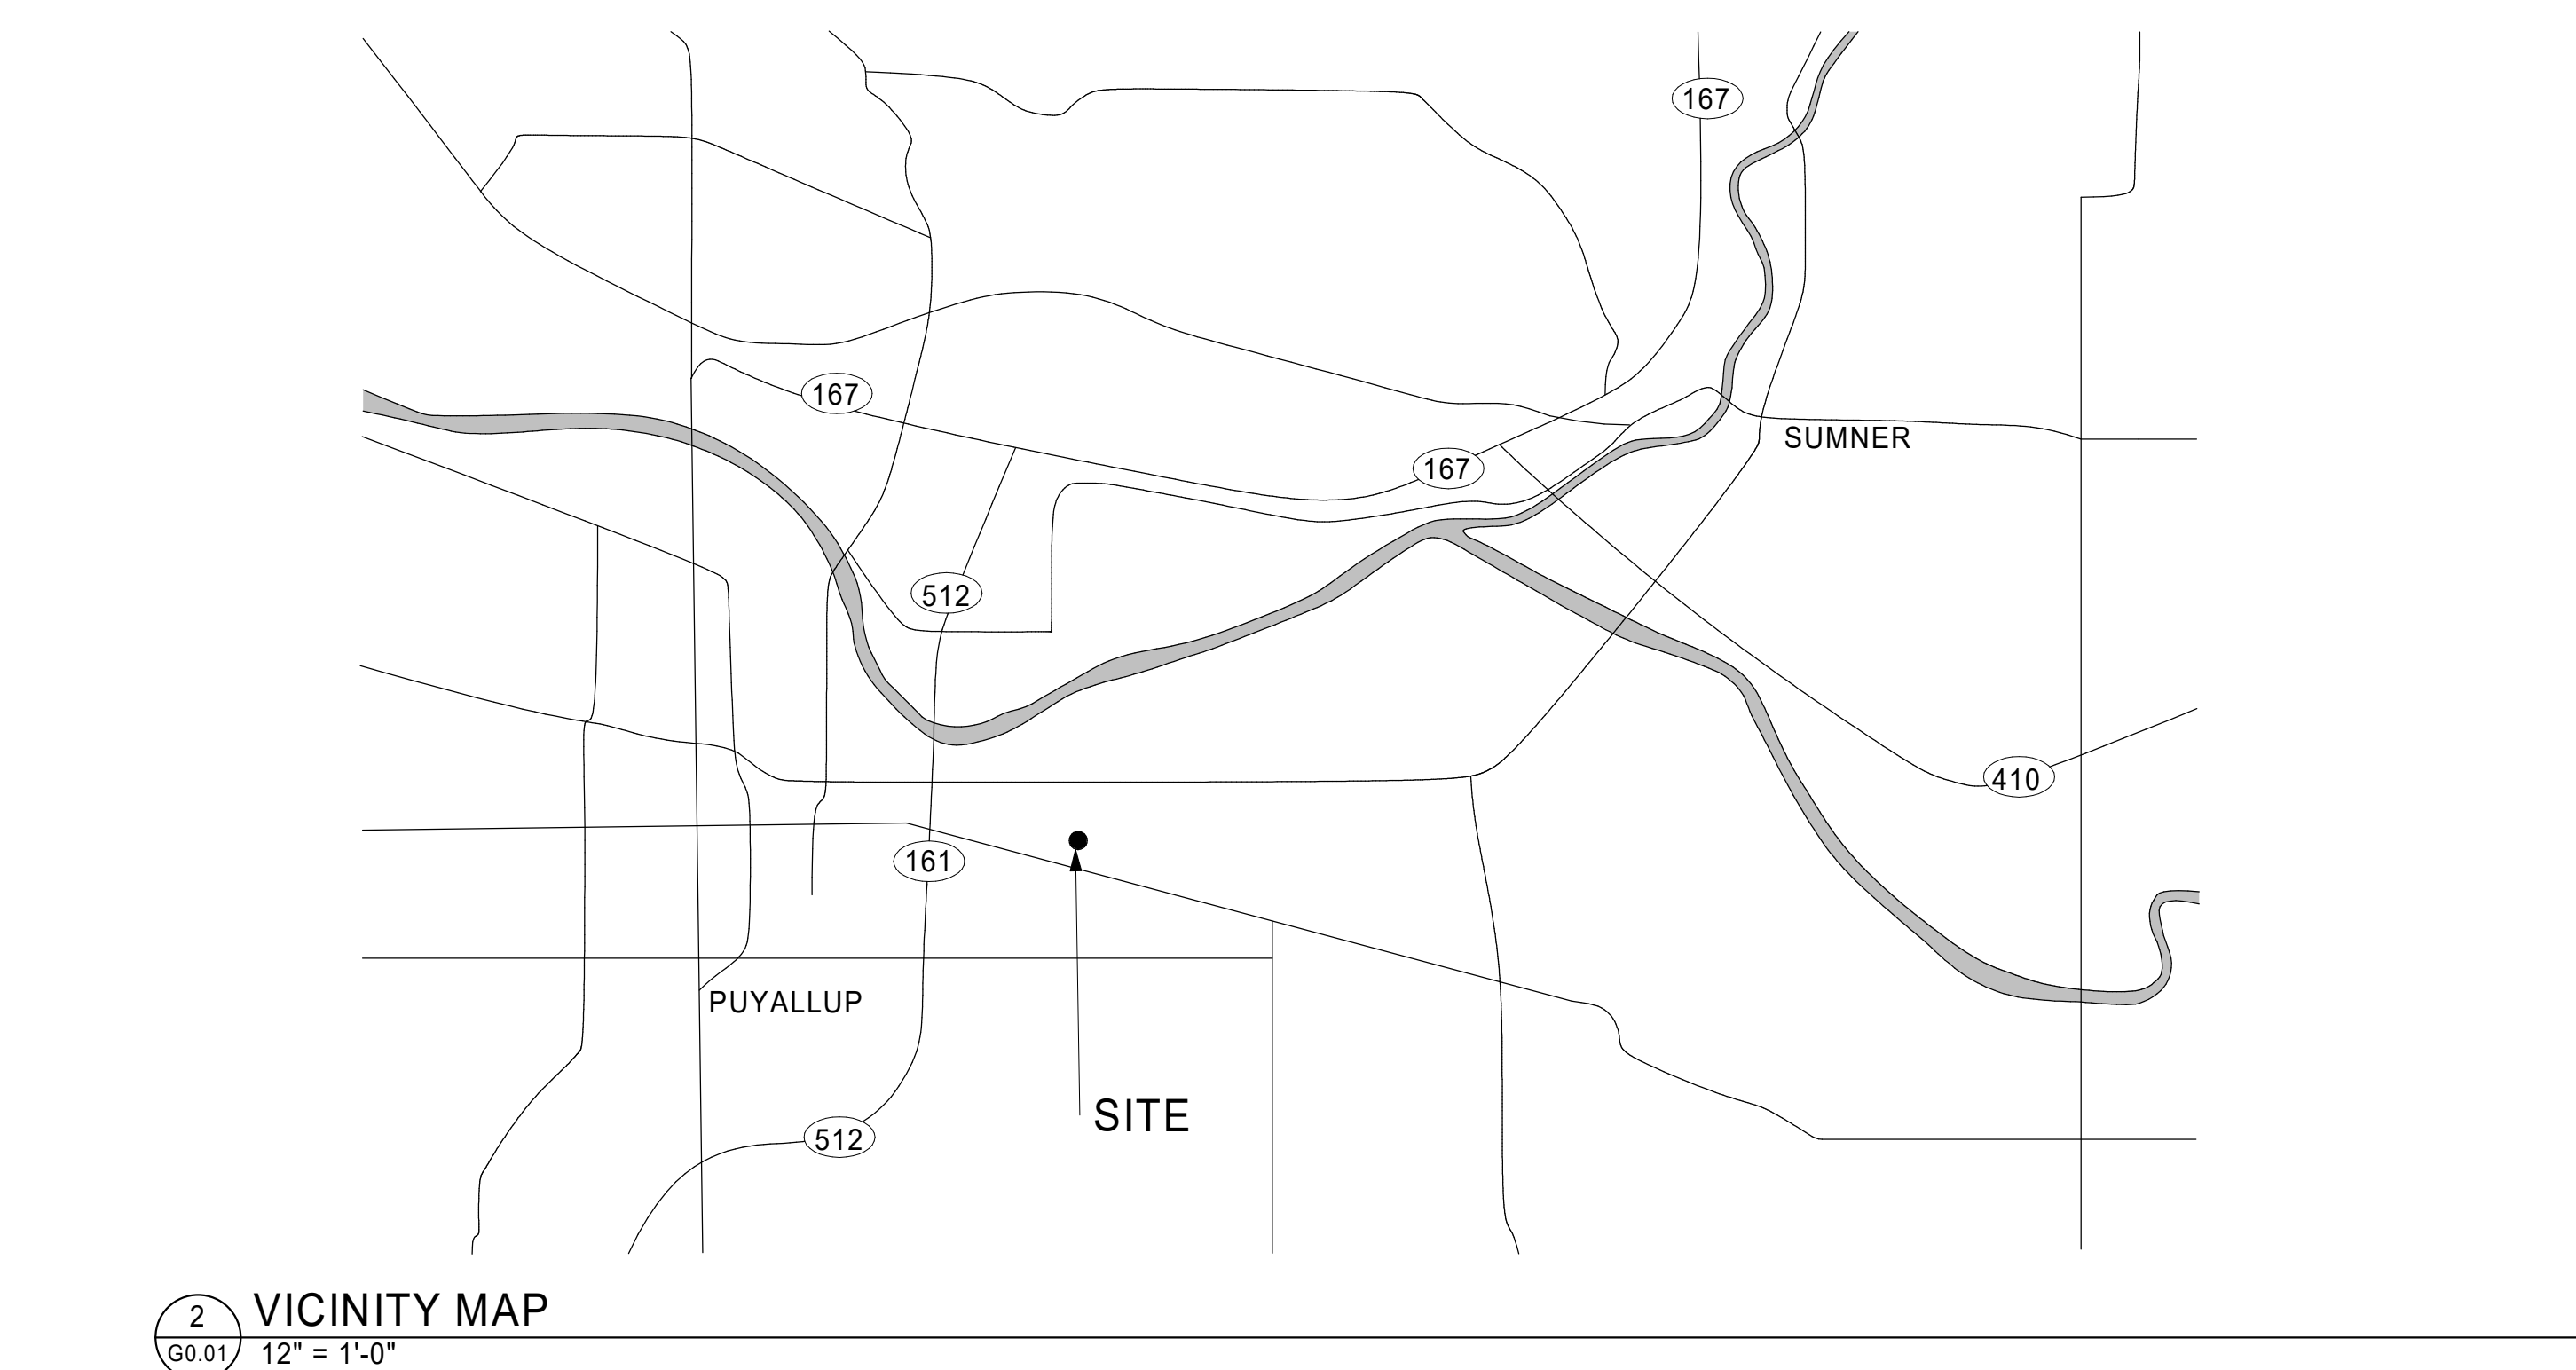 167
167
SUMNER
167
512
410
161
PUYALLUP
SITE
512
2
VICINITY MAP
G0.01
12" = 1'-0"